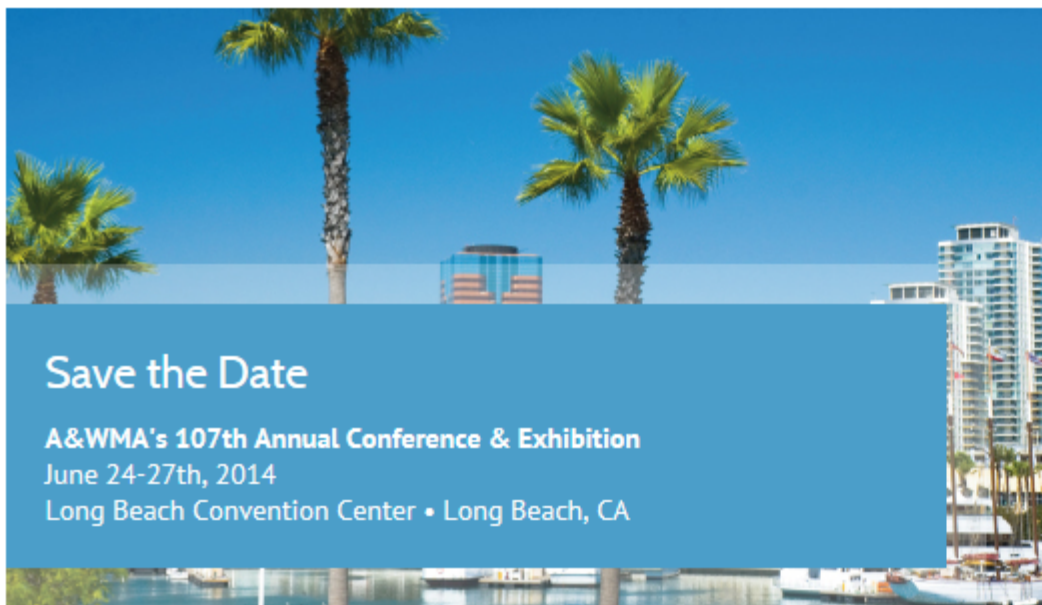 Save the Date
A&WMA's 107th Annual Conference & Exhibition
June 24-27th, 2014
Long Beach Convention Center • Long Beach, CA